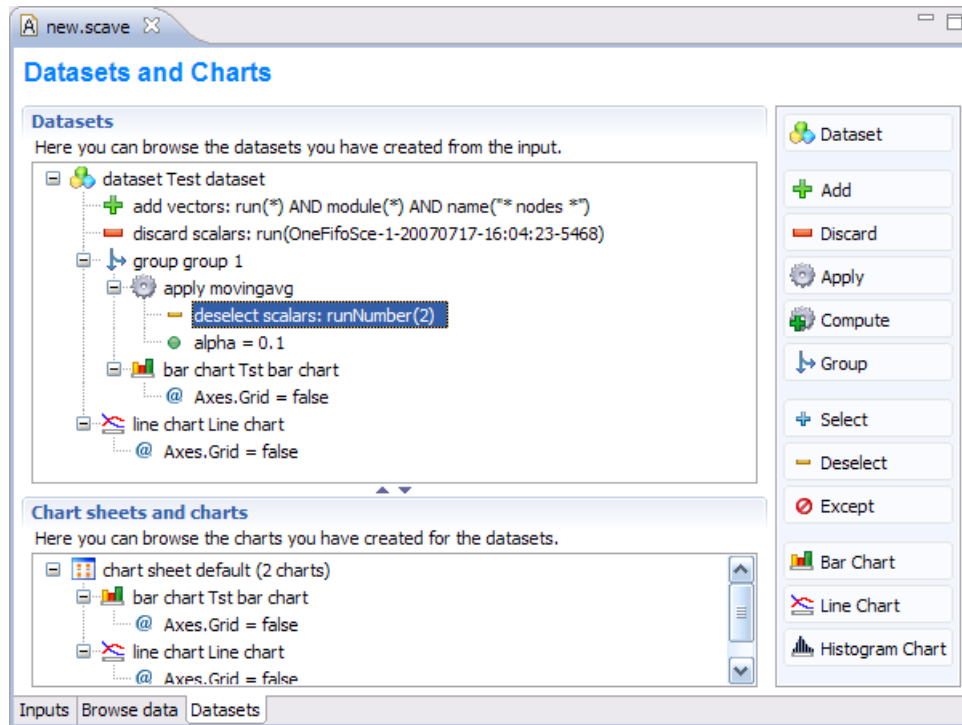 new.scave
Datasets and Charts
Datasets
Here you can browse the datasets you have created from the input.
dataset Test dataset
add vectors: run(*) AND module(*) AND name("* nodes *")
discard scalars: run(OneFifoSce-1-20070717-16:04:23-5468)
group group 1
apply movingavg
deselect scalars: runNumber(2)
alpha = 0.1
bar chart Tst bar chart
@ Axes.Grid = false
line chart Line chart
@ Axes.Grid = false
Chart sheets and charts
Here you can browse the charts you have created for the datasets.
chart sheet default (2 charts)
bar chart Tst bar chart
@ Axes.Grid = false
line chart Line chart
@ Axes.Grid = false
Dataset
Add
Discard
Apply
Compute
Group
Select
Deselect
Except
Bar Chart
Line Chart
Histogram Chart
Inputs Browse data Datasets